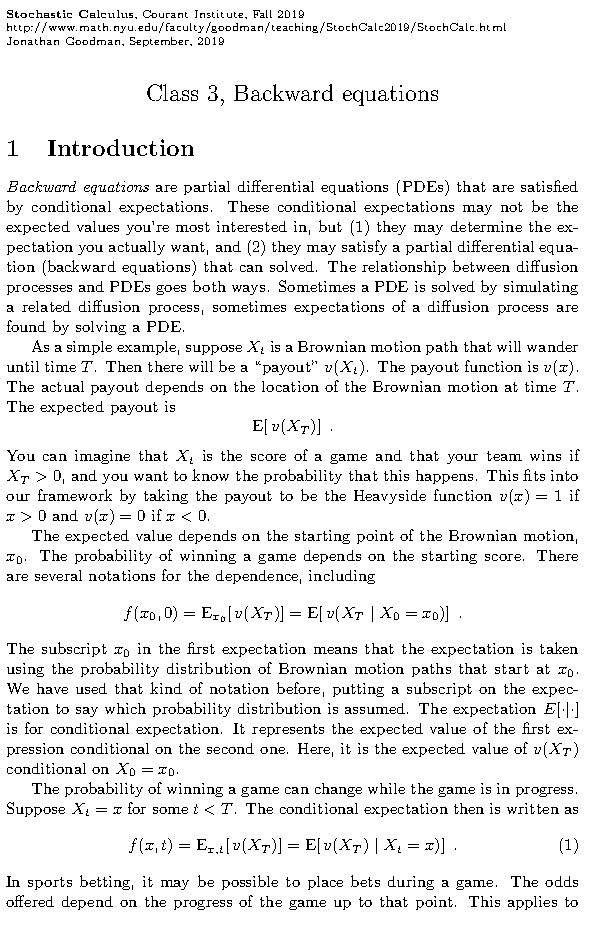 Stochastic Calculus, Courant Institute, Fall 2019
http://www.math.nyu.edu/faculty/goodman/teaching/StochCalc2019/StochCalc.html
Jonathan Goodman, September, 2019
Class 3, Backward equations
1 Introduction
Backward equations are partial differential equations (PDEs) that are satisfied
by conditional expectations. These conditional expectations may not be the
expected values you're most interested in, but (1) they may determine the ex-
pectation you actually want, and (2) they may satisfy a partial differential equa-
tion (backward equations) that can solved. The relationship between diffusion
processes and PDEs goes both ways. Sometimes a PDE is solved by simulating
a related diffusion process, sometimes expectations of a diffusion process are
found by solving a PDE.
As a simple example, suppose X_t is a Brownian motion path that will wander
until time T. Then there will be a “payout” v(X_t). The payout function is v(x).
The actual payout depends on the location of the Brownian motion at time T.
The expected payout is
E[ v(X_T)] .
You can imagine that X_t is the score of a game and that your team wins if
X_T > 0, and you want to know the probability that this happens. This fits into
our framework by taking the payout to be the Heavyside function v(x) = 1 if
x > 0 and v(x) = 0 if x < 0.
The expected value depends on the starting point of the Brownian motion,
x_0. The probability of winning a game depends on the starting score. There
are several notations for the dependence, including
f(x_0, 0) = E_{x_0}[ v(X_T)] = E[ v(X_T | X_0 = x_0)] .
The subscript x_0 in the first expectation means that the expectation is taken
using the probability distribution of Brownian motion paths that start at x_0.
We have used that kind of notation before, putting a subscript on the expec-
tation to say which probability distribution is assumed. The expectation E[·|·]
is for conditional expectation. It represents the expected value of the first ex-
pression conditional on the second one. Here, it is the expected value of v(X_T)
conditional on X_0 = x_0.
The probability of winning a game can change while the game is in progress.
Suppose X_t = x for some t < T. The conditional expectation then is written as
f(x, t) = E_{x,t}[ v(X_T)] = E[ v(X_T) | X_t = x)] . (1)
In sports betting, it may be possible to place bets during a game. The odds
offered depend on the progress of the game up to that point. This applies to